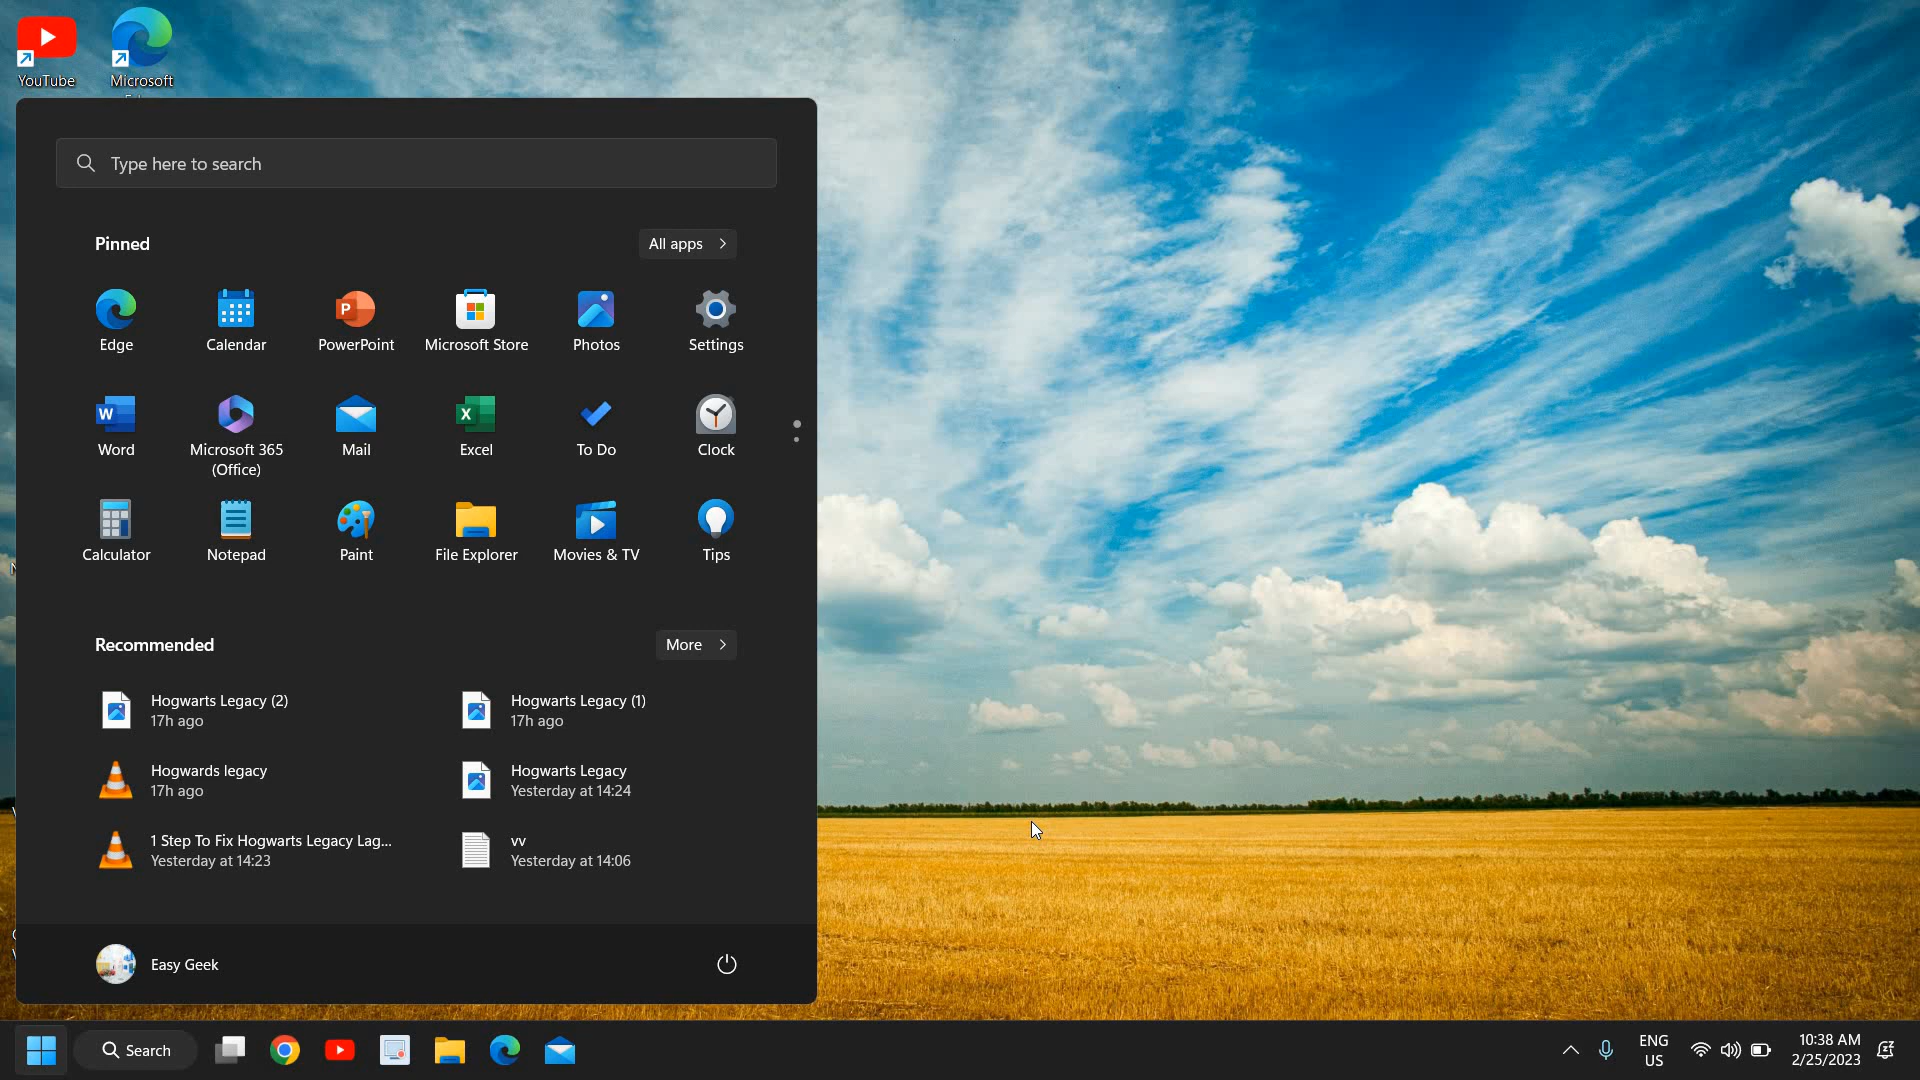 YouTube
Microsoft
Type here to search
Pinned
All apps
Edge
Calendar
PowerPoint
Microsoft Store
Photos
Settings
Word
Microsoft 365
(Office)
Mail
Excel
To Do
Clock
Calculator
Notepad
Paint
File Explorer
Movies & TV
Tips
Recommended
More
Hogwarts Legacy (2)
17h ago
Hogwarts Legacy (1)
17h ago
Hogwards legacy
17h ago
Hogwarts Legacy
Yesterday at 14:24
1 Step To Fix Hogwarts Legacy Lag...
Yesterday at 14:23
vv
Yesterday at 14:06
Easy Geek
Search
ENG
US
10:38 AM
2/25/2023